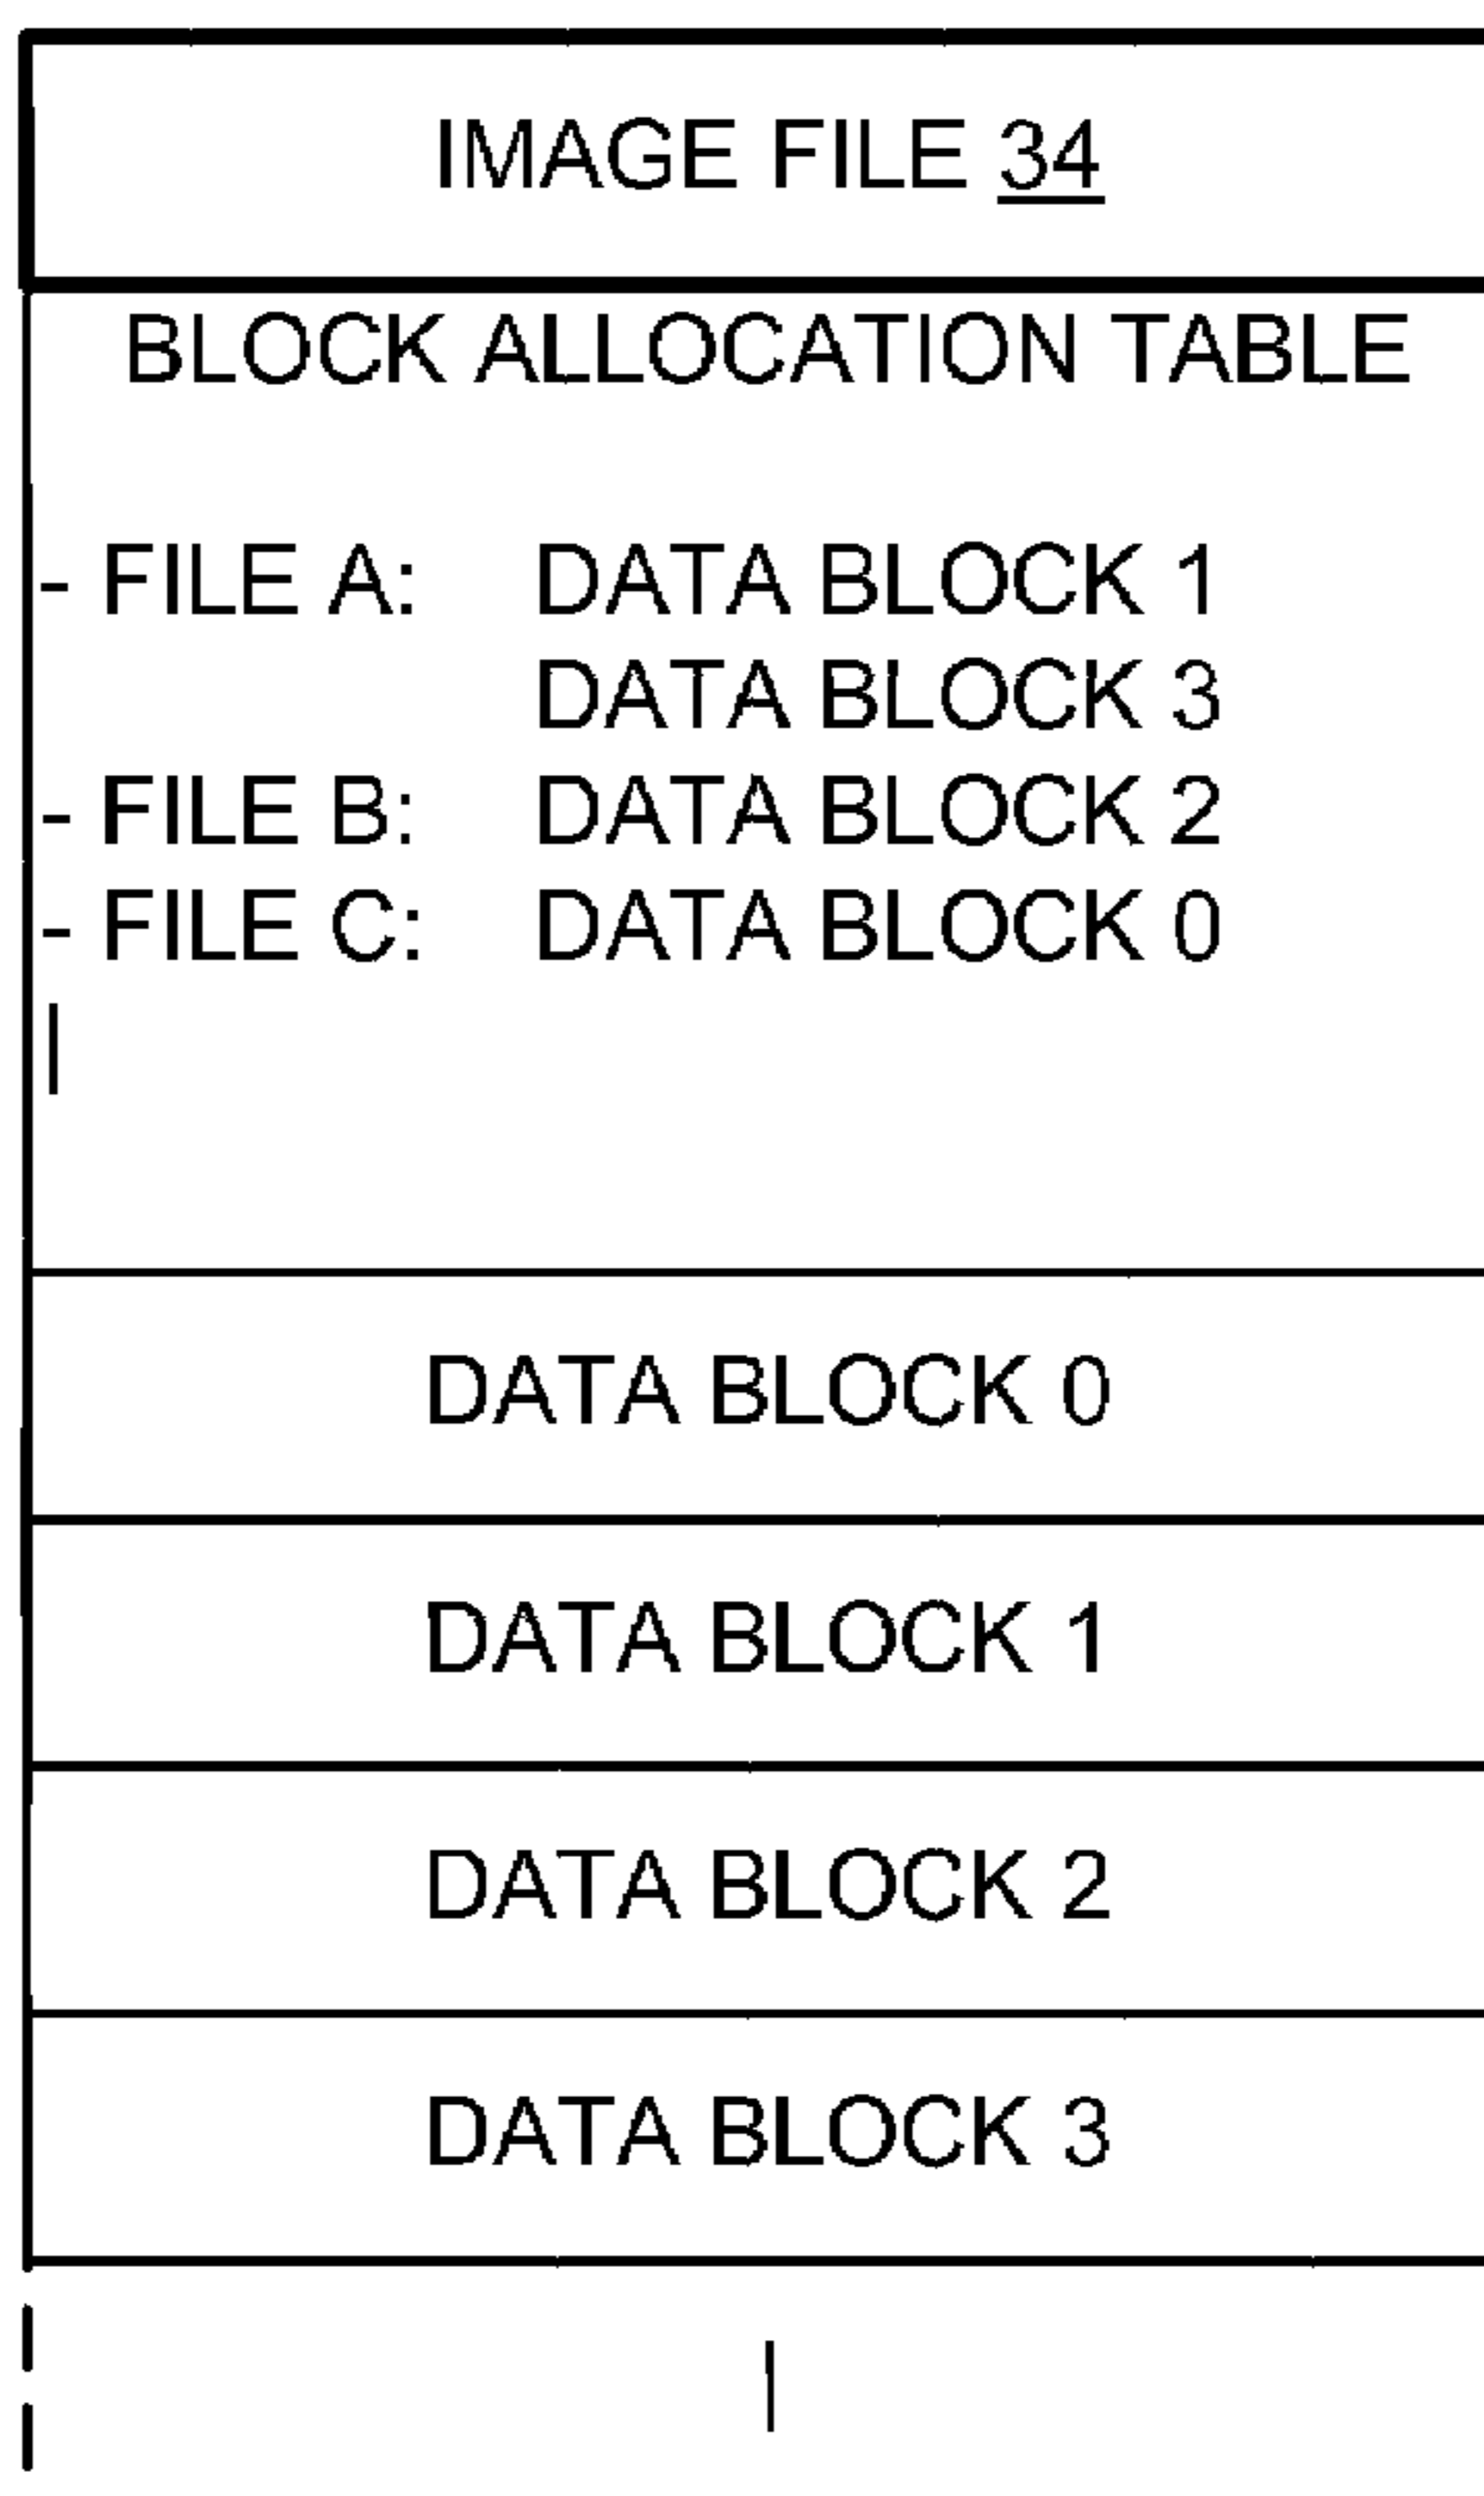 IMAGE FILE 34
BLOCK ALLOCATION TABLE
- FILE A: DATA BLOCK 1
DATA BLOCK 3
- FILE B: DATA BLOCK 2
- FILE C: DATA BLOCK 0
DATA BLOCK 0
DATA BLOCK 1
DATA BLOCK 2
DATA BLOCK 3